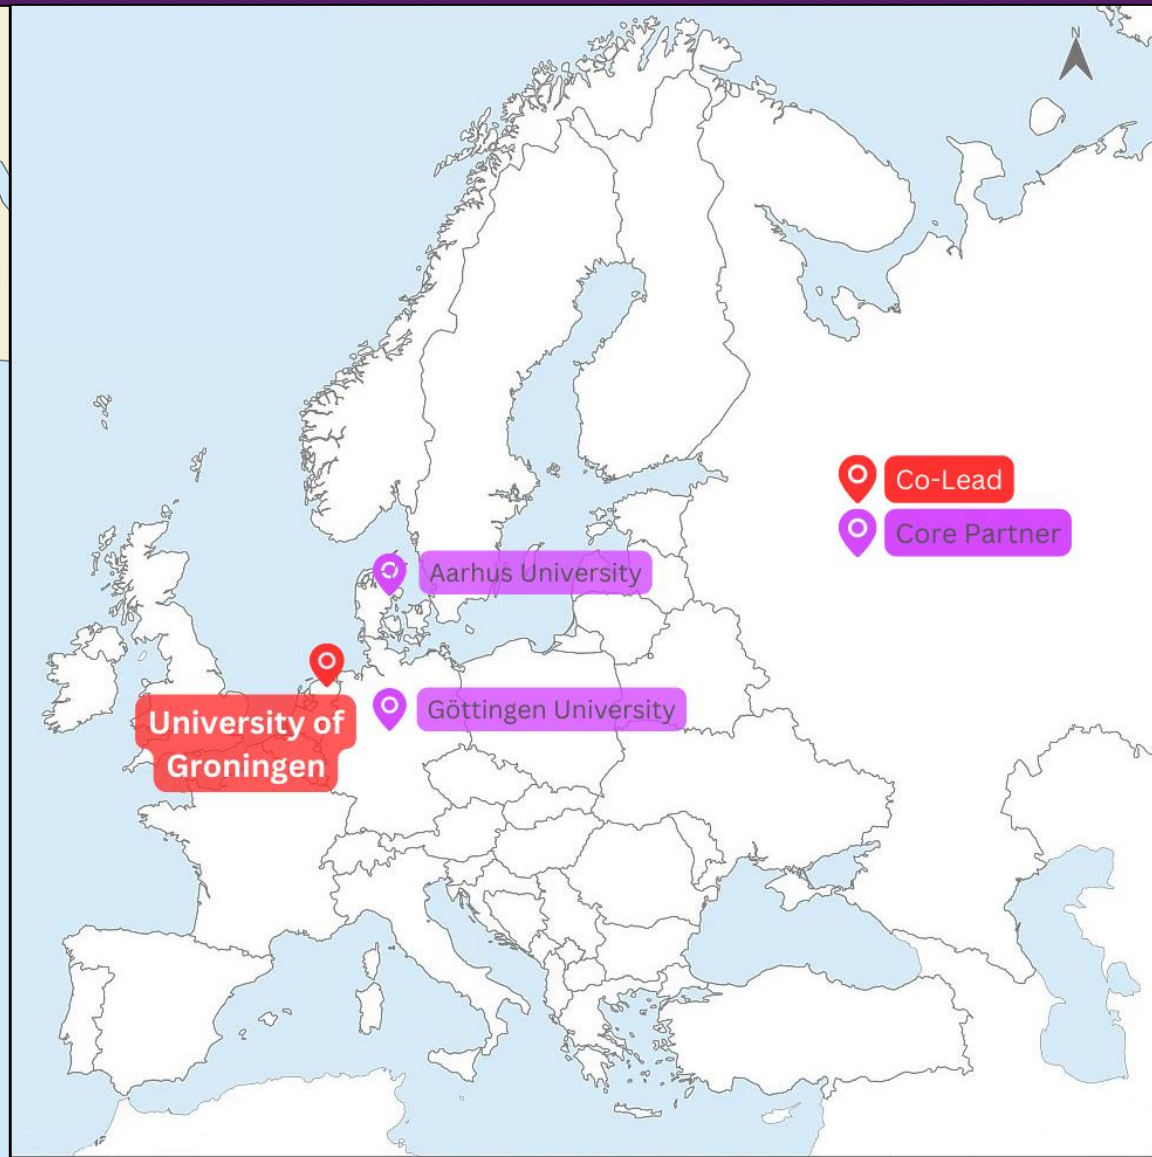 N
Co-Lead
Core Partner
Aarhus University
Göttingen University
University of
Groningen